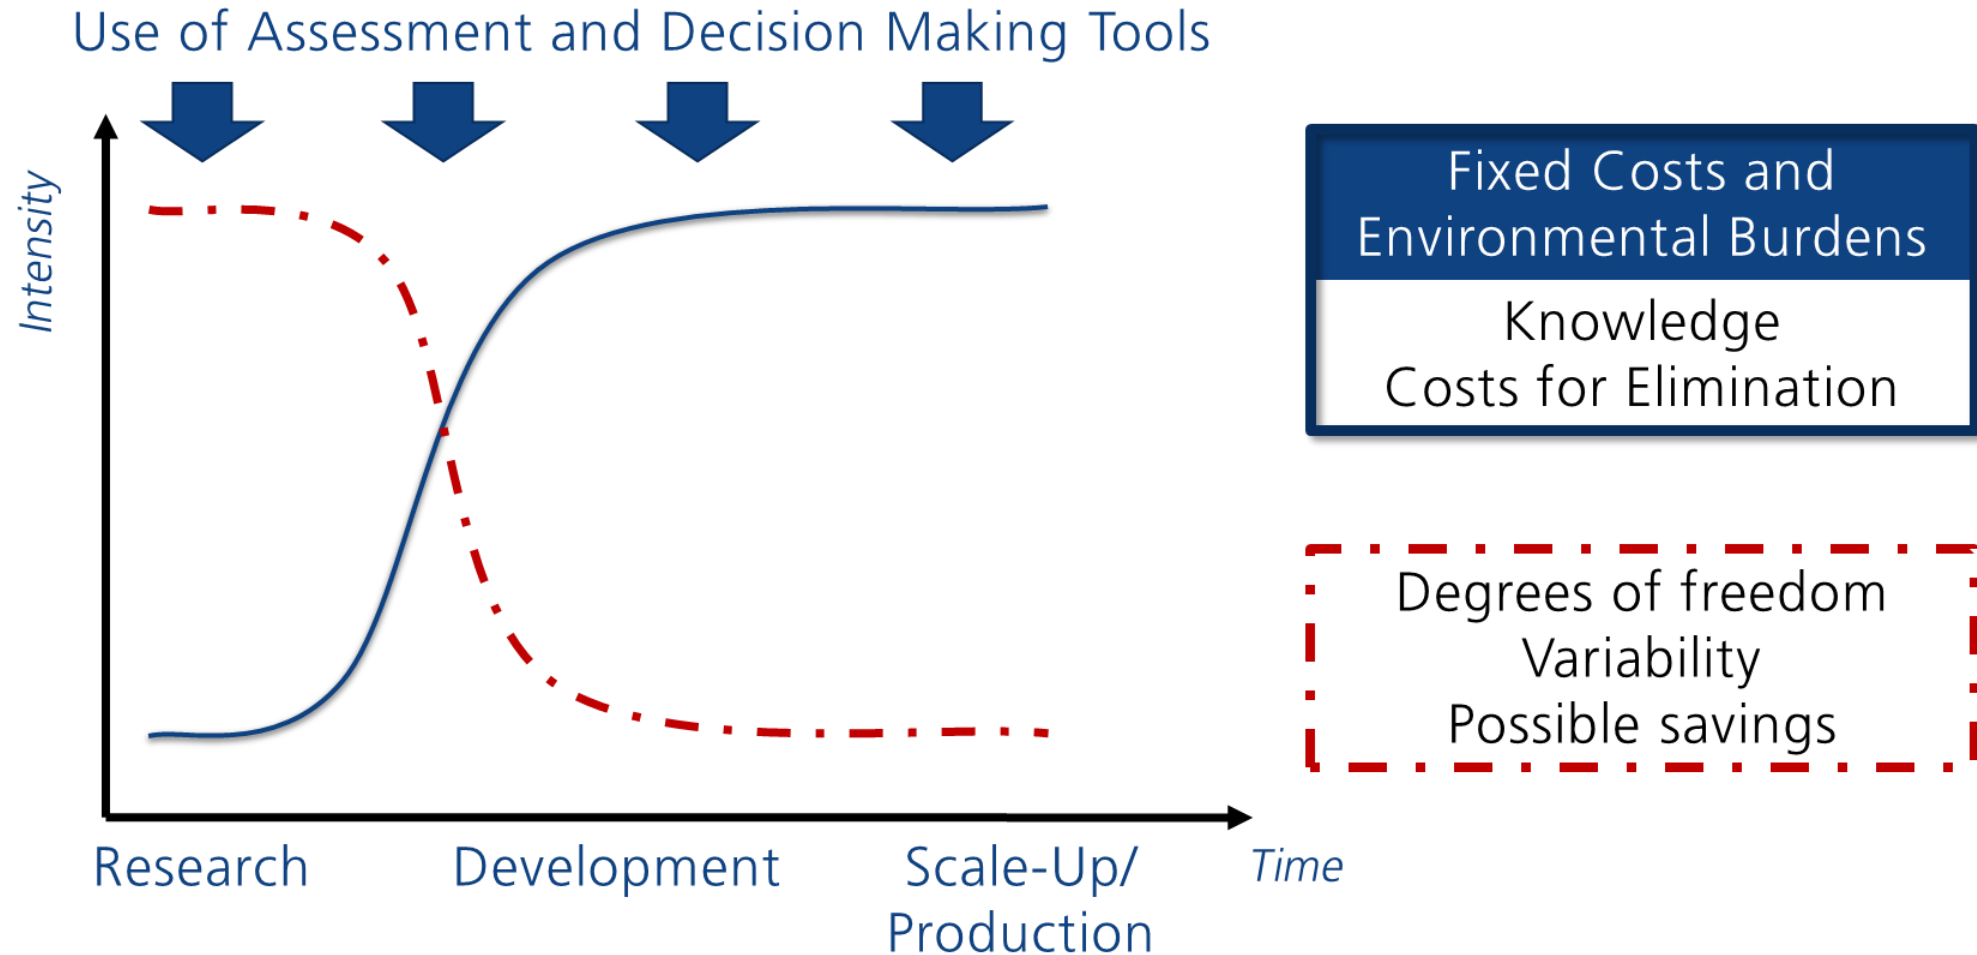 Use of Assessment and Decision Making Tools
Intensity
Fixed Costs and
Environmental Burdens
Knowledge
Costs for Elimination
Degrees of freedom
Variability
Possible savings
Research
Development
Scale-Up/
Production
Time